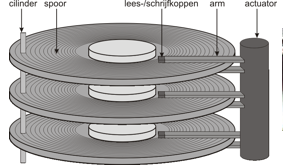 cilinder spoor lees-/schrijfkoppen arm actuator